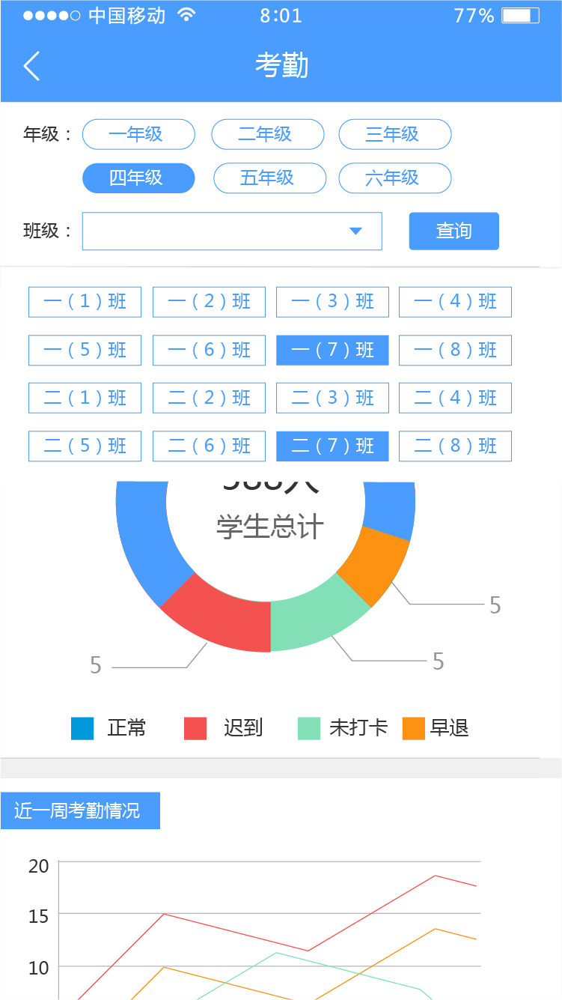 中国移动 8:01 77%
考勤
年级： 一年级 二年级 三年级
四年级 五年级 六年级
班级： 查询
一（1）班 一（2）班 一（3）班 一（4）班
一（5）班 一（6）班 一（7）班 一（8）班
二（1）班 二（2）班 二（3）班 二（4）班
二（5）班 二（6）班 二（7）班 二（8）班
学生总计
5
5
5
正常 迟到 未打卡 早退
近一周考勤情况
20
15
10